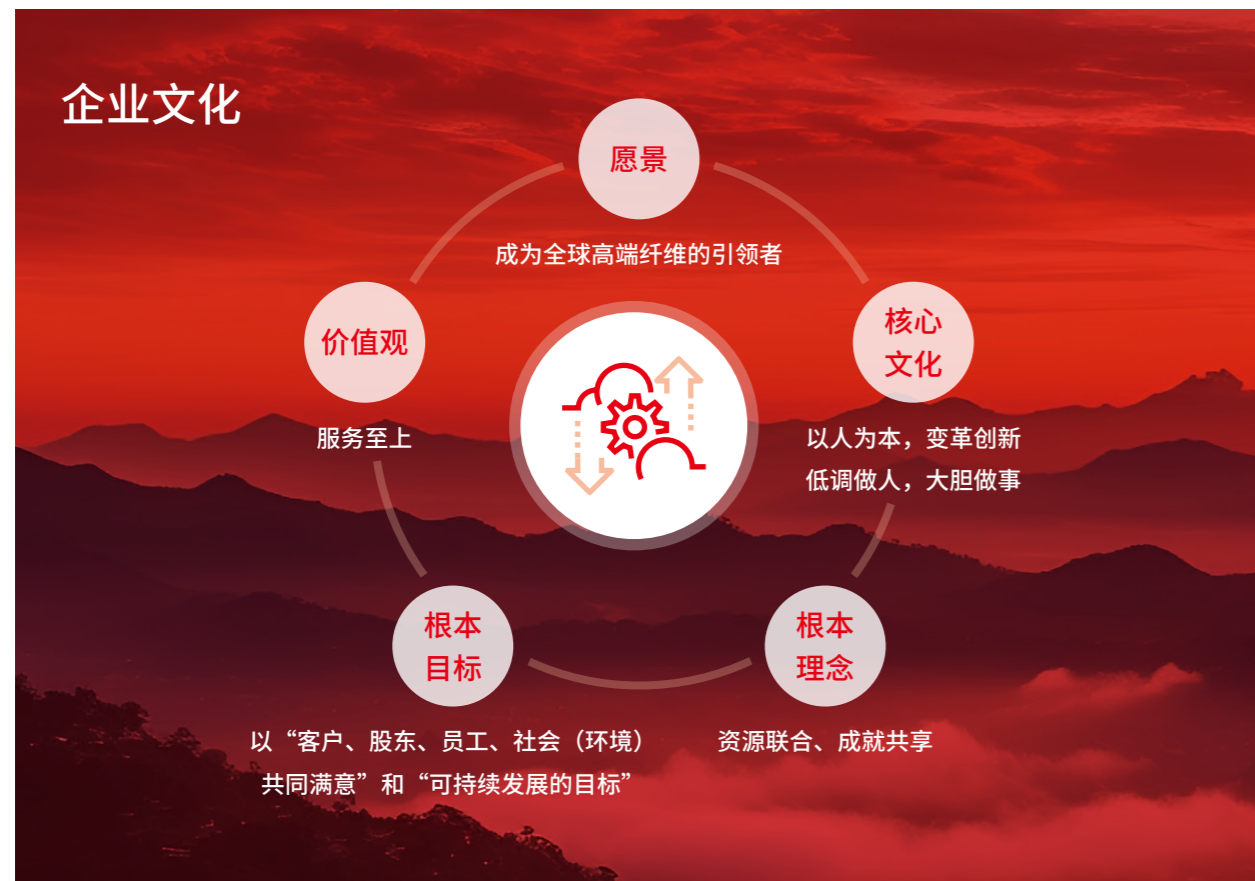 企业文化
愿景
成为全球高端纤维的引领者
价值观
服务至上
核心
文化
以人为本，变革创新
低调做人，大胆做事
根本
目标
以“客户、股东、员工、社会（环境）
共同满意”和“可持续发展的目标”
根本
理念
资源联合、成就共享